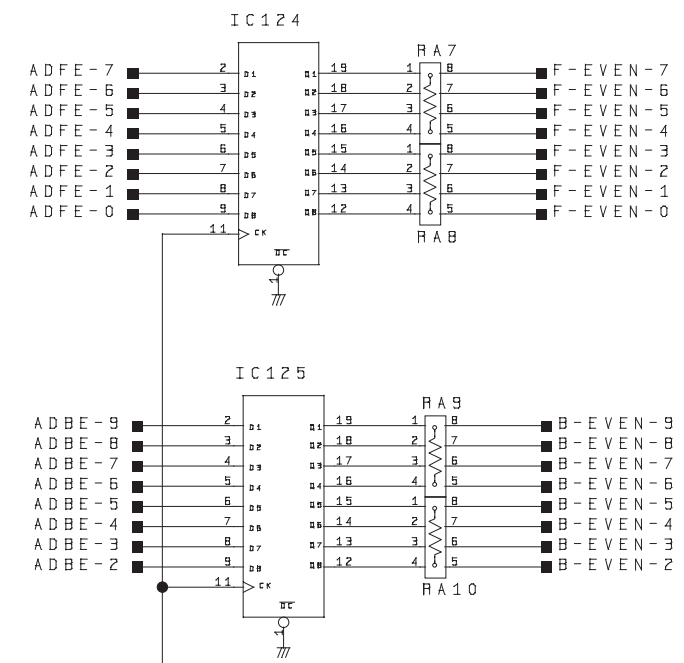 IC124
RA7
ADFE-7 2 D1 Q1 19 1 8 F-EVEN-7
ADFE-6 3 D2 Q2 18 2 7 F-EVEN-6
ADFE-5 4 D3 Q3 17 3 6 F-EVEN-5
ADFE-4 5 D4 Q4 16 4 5 F-EVEN-4
ADFE-3 6 D5 Q5 15 1 8 F-EVEN-3
ADFE-2 7 D6 Q6 14 2 7 F-EVEN-2
ADFE-1 8 D7 Q7 13 3 6 F-EVEN-1
ADFE-0 9 D8 Q8 12 4 5 F-EVEN-0
11 CK
RA8
OC
1
IC125
RA9
ADBE-9 2 D1 Q1 19 1 8 B-EVEN-9
ADBE-8 3 D2 Q2 18 2 7 B-EVEN-8
ADBE-7 4 D3 Q3 17 3 6 B-EVEN-7
ADBE-6 5 D4 Q4 16 4 5 B-EVEN-6
ADBE-5 6 D5 Q5 15 1 8 B-EVEN-5
ADBE-4 7 D6 Q6 14 2 7 B-EVEN-4
ADBE-3 8 D7 Q7 13 3 6 B-EVEN-3
ADBE-2 9 D8 Q8 12 4 5 B-EVEN-2
11 CK
RA10
OC
1